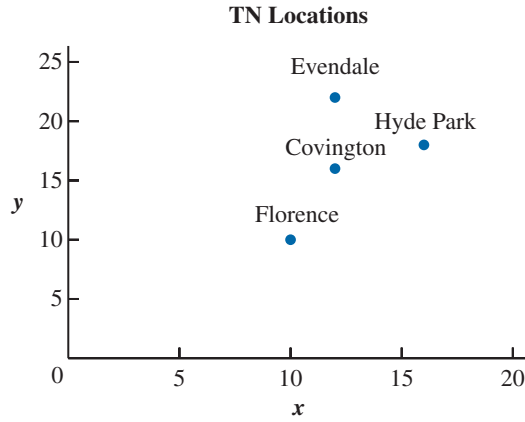 TN Locations
25
Evendale
20
Hyde Park
Covington
15
y
Florence
10
5
0
5
10
15
20
x